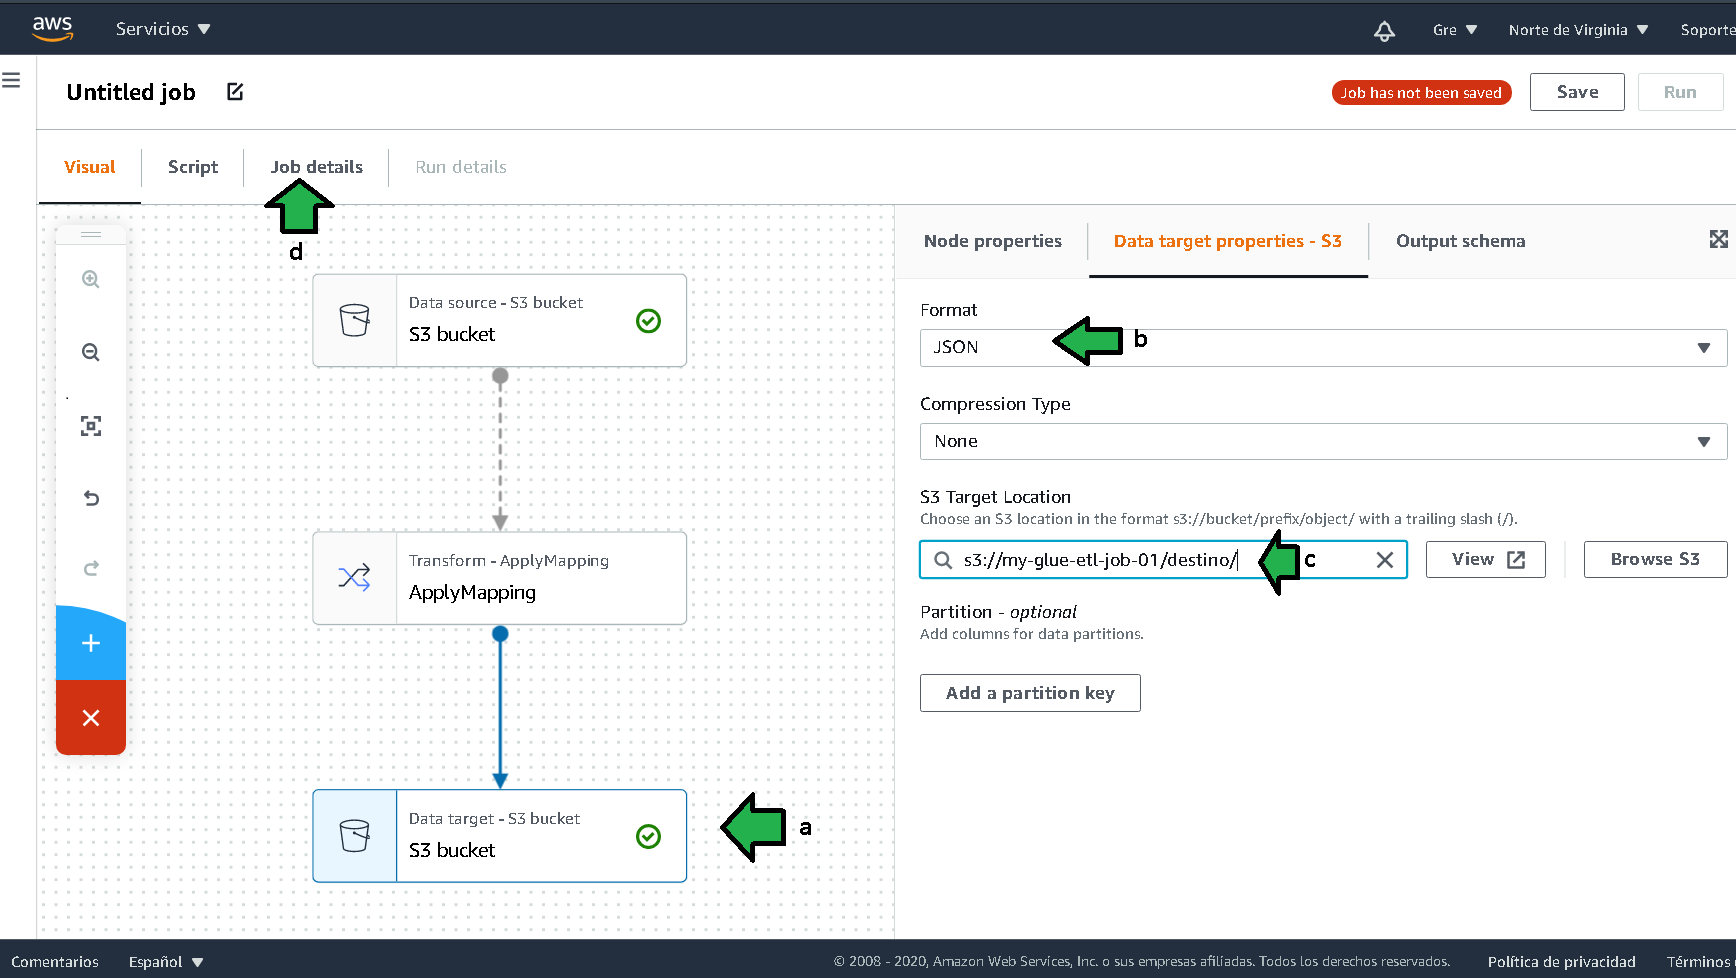 aws
Servicios
Gre
Norte de Virginia
Soporte
Untitled job
Job has not been saved
Save
Run
Visual
Script
Job details
Run details
d
Node properties
Data target properties - S3
Output schema
Data source - S3 bucket
S3 bucket
Format
JSON
b
Compression Type
None
S3 Target Location
Choose an S3 location in the format s3://bucket/prefix/object/ with a trailing slash (/).
s3://my-glue-etl-job-01/destino/
c
View
Browse S3
Transform - ApplyMapping
ApplyMapping
Partition - optional
Add columns for data partitions.
Add a partition key
Data target - S3 bucket
S3 bucket
a
Comentarios
Español
© 2008 - 2020, Amazon Web Services, Inc. o sus empresas afiliadas. Todos los derechos reservados.
Política de privacidad
Términos